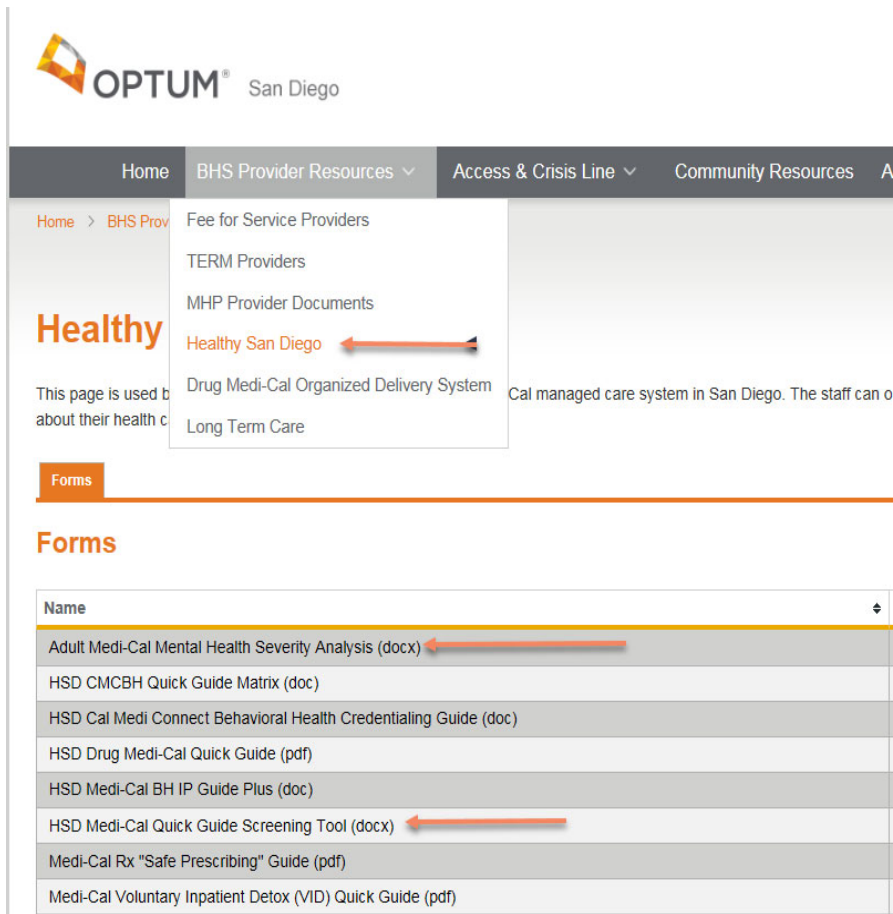 OPTUM® San Diego
Home BHS Provider Resources Access & Crisis Line Community Resources A
Home > BHS Prov
Fee for Service Providers
TERM Providers
MHP Provider Documents
Healthy San Diego
Drug Medi-Cal Organized Delivery System
Long Term Care
Healthy
This page is used b Cal managed care system in San Diego. The staff can o
about their health c
Forms
Forms
Name
Adult Medi-Cal Mental Health Severity Analysis (docx)
HSD CMCBH Quick Guide Matrix (doc)
HSD Cal Medi Connect Behavioral Health Credentialing Guide (doc)
HSD Drug Medi-Cal Quick Guide (pdf)
HSD Medi-Cal BH IP Guide Plus (doc)
HSD Medi-Cal Quick Guide Screening Tool (docx)
Medi-Cal Rx "Safe Prescribing" Guide (pdf)
Medi-Cal Voluntary Inpatient Detox (VID) Quick Guide (pdf)